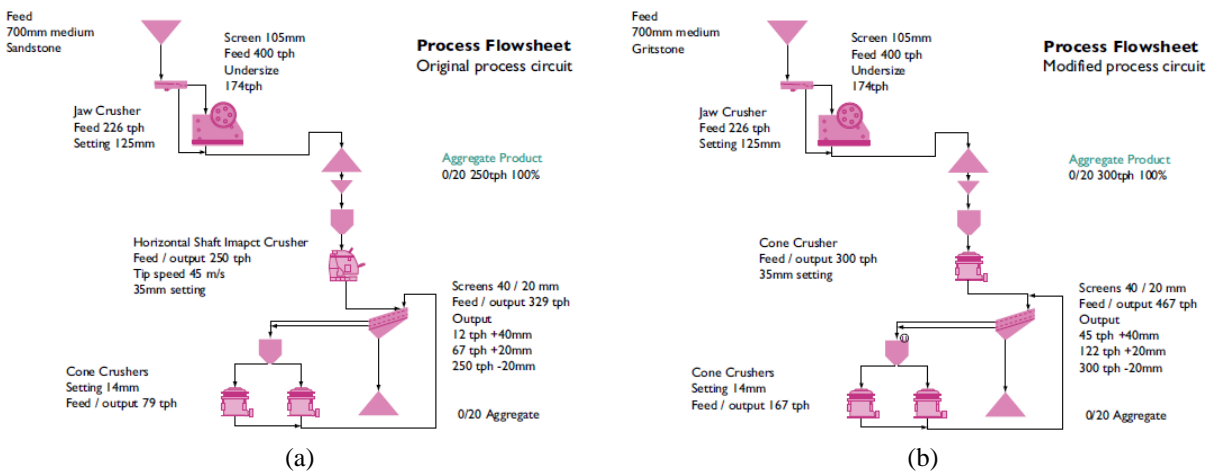 Feed
700mm medium
Sandstone
Screen 105mm
Feed 400 tph
Undersize
174tph
Process Flowsheet
Original process circuit
Jaw Crusher
Feed 226 tph
Setting 125mm
Aggregate Product
0/20 250tph 100%
Horizontal Shaft Imapct Crusher
Feed / output 250 tph
Tip speed 45 m/s
35mm setting
Screens 40 / 20 mm
Feed / output 329 tph
Output
12 tph +40mm
67 tph +20mm
250 tph -20mm
Cone Crushers
Setting 14mm
Feed / output 79 tph
0/20 Aggregate
(a)
Feed
700mm medium
Gritstone
Screen 105mm
Feed 400 tph
Undersize
174tph
Process Flowsheet
Modified process circuit
Jaw Crusher
Feed 226 tph
Setting 125mm
Aggregate Product
0/20 300tph 100%
Cone Crusher
Feed / output 300 tph
35mm setting
Screens 40 / 20 mm
Feed / output 467 tph
Output
45 tph +40mm
122 tph +20mm
300 tph -20mm
Cone Crushers
Setting 14mm
Feed / output 167 tph
0/20 Aggregate
(b)